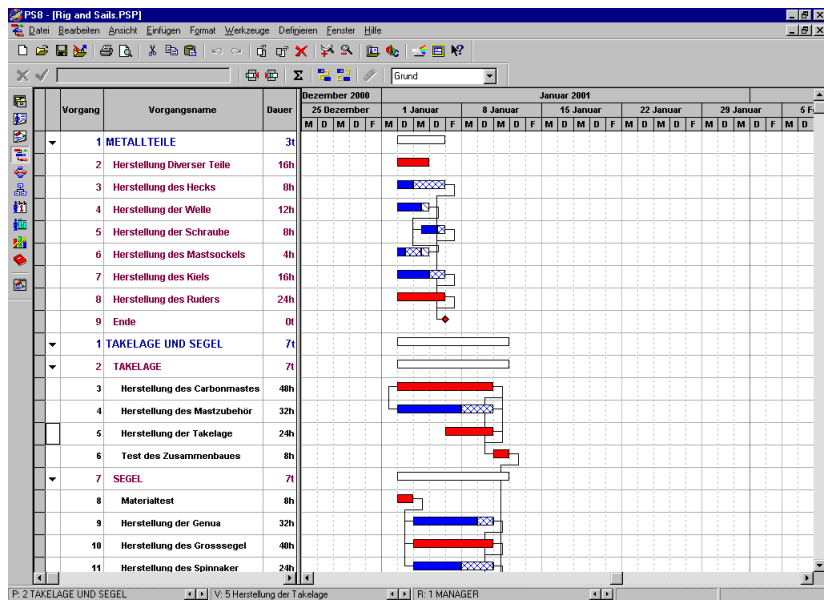 PS8 - [Rig and Sails.PSP]
Datei Bearbeiten Ansicht Einfügen Format Werkzeuge Definieren Fenster Hilfe
Grund
Dezember 2000 Januar 2001
Vorgang Vorgangsname Dauer 25 Dezember 1 Januar 8 Januar 15 Januar 22 Januar 29 Januar 5 F
M D M D F M D M D F M D M D F M D M D F M D M D F M D M D F M D
1 METALLTEILE 3t
2 Herstellung Diverser Teile 16h
3 Herstellung des Hecks 8h
4 Herstellung der Welle 12h
5 Herstellung der Schraube 8h
6 Herstellung des Mastsockels 4h
7 Herstellung des Kiels 16h
8 Herstellung des Ruders 24h
9 Ende 0t
1 TAKELAGE UND SEGEL 7t
2 TAKELAGE 7t
3 Herstellung des Carbonmastes 48h
4 Herstellung des Mastzubehör 32h
5 Herstellung der Takelage 24h
6 Test des Zusammenbaues 8h
7 SEGEL 7t
8 Materialtest 8h
9 Herstellung der Genua 32h
10 Herstellung des Grosssegel 40h
11 Herstellung des Spinnaker 24h
P: 2 TAKELAGE UND SEGEL V: 5 Herstellung der Takelage R: 1 MANAGER